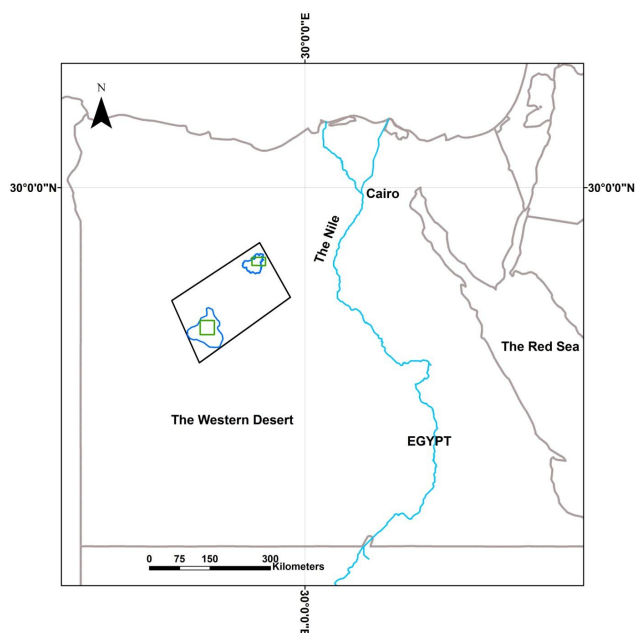 30°0'0"E
N
30°0'0"N
30°0'0"N
Cairo
The Nile
The Red Sea
The Western Desert
EGYPT
0 75 150 300
Kilometers
30°0'0"E